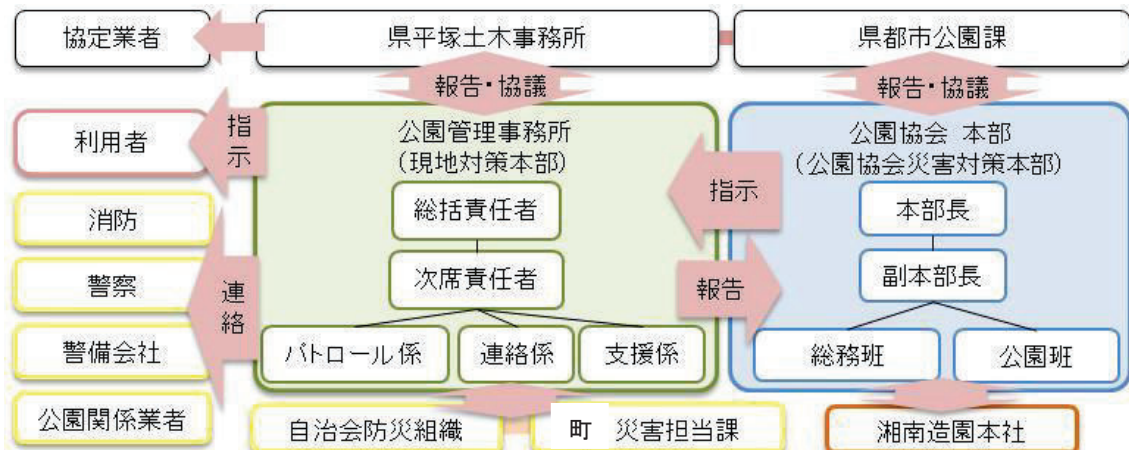 協定業者
県平塚土木事務所
県都市公園課
報告・協議
報告・協議
利用者
指示
公園管理事務所
(現地対策本部)
公園協会 本部
(公園協会災害対策本部)
消防
総括責任者
指示
本部長
警察
連絡
次席責任者
報告
副本部長
警備会社
パトロール係
連絡係
支援係
総務班
公園班
公園関係業者
自治会防災組織
町 災害担当課
湘南造園本社